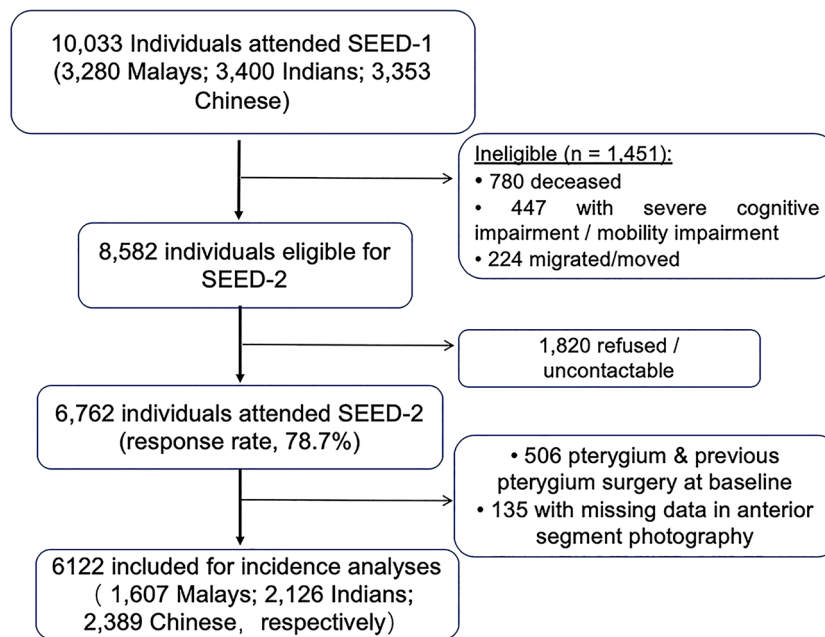 10,033 Individuals attended SEED-1
(3,280 Malays; 3,400 Indians; 3,353
Chinese)
Ineligible (n = 1,451):
• 780 deceased
• 447 with severe cognitive
impairment / mobility impairment
• 224 migrated/moved
8,582 individuals eligible for
SEED-2
1,820 refused /
uncontactable
6,762 individuals attended SEED-2
(response rate, 78.7%)
• 506 pterygium & previous
pterygium surgery at baseline
• 135 with missing data in anterior
segment photography
6122 included for incidence analyses
( 1,607 Malays; 2,126 Indians;
2,389 Chinese, respectively)